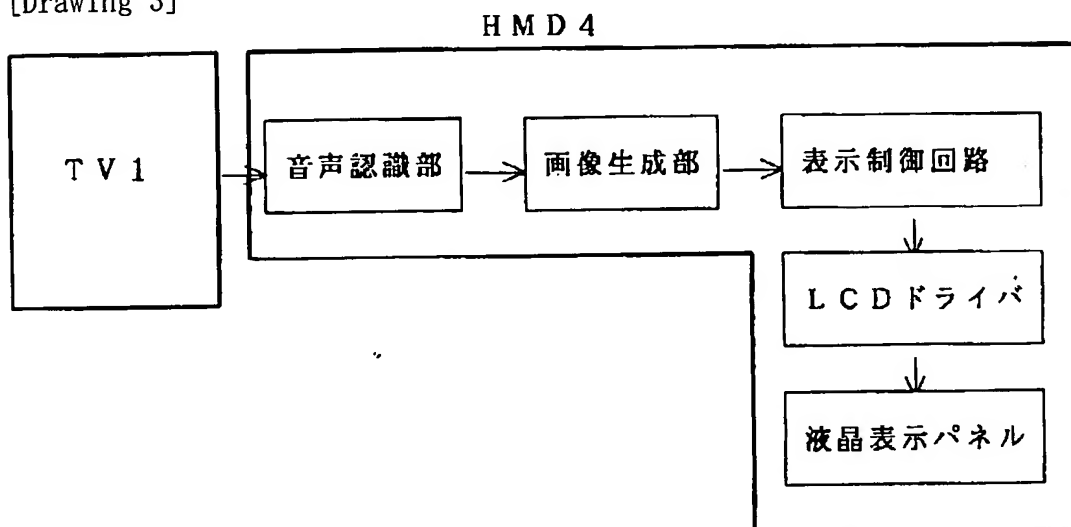 [Drawing 3]
HMD4
TV1
音声認識部
画像生成部
表示制御回路
LCDドライバ
液晶表示パネル